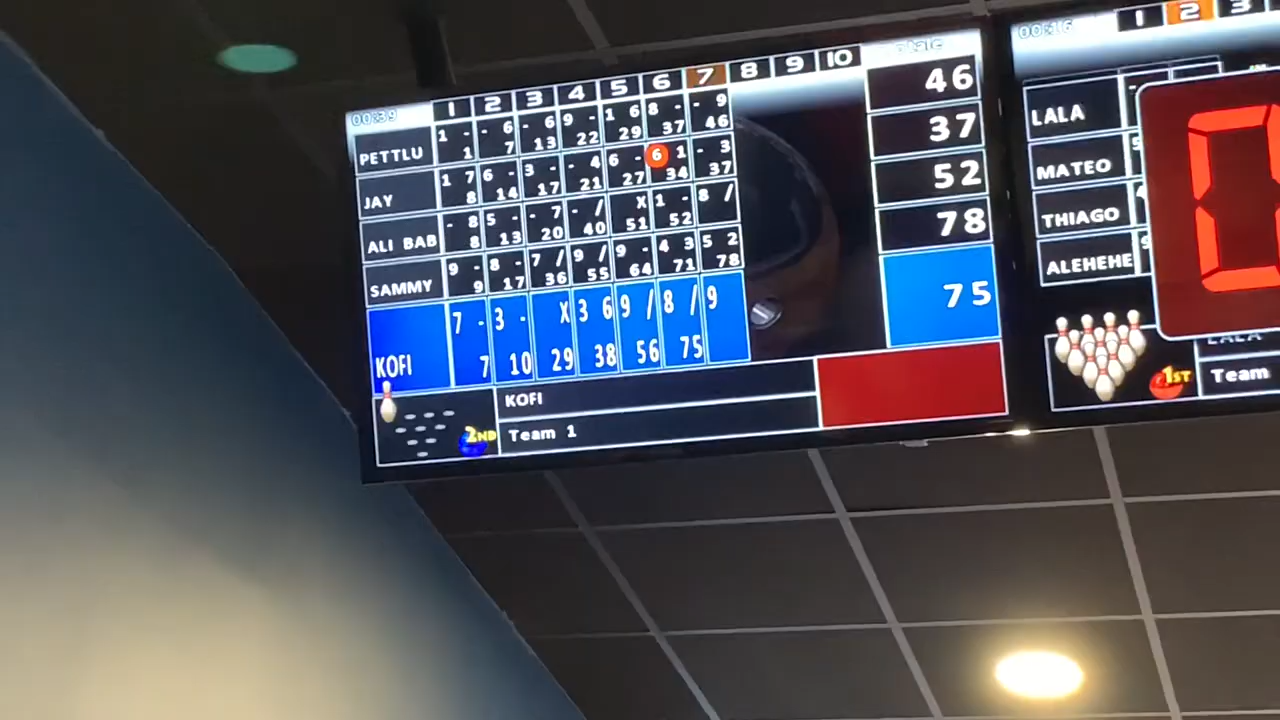 00:39 1 2 3 4 5 6 7 8 9 10 Totale
PETTLU 1 - - 6 - 6 9 - 1 6 8 - - 9 46
1 7 13 22 29 37 46
JAY 1 7 6 - 3 - - 4 6 - 6 1 - 3 37
8 14 17 21 27 34 37
ALI BAB - 8 5 - - 7 - / X 1 - 8 / 52
8 13 20 40 51 52
SAMMY 9 - 8 - 7 / 9 / 9 - 4 3 5 2 78
9 17 36 55 64 71 78
KOFI 7 - 3 - X 3 6 9 / 8 / 9 75
7 10 29 38 56 75
2ND
KOFI
Team 1
00:16 1 2 3
LALA
MATEO
THIAGO
ALEHEHE
1ST
LALA
Team